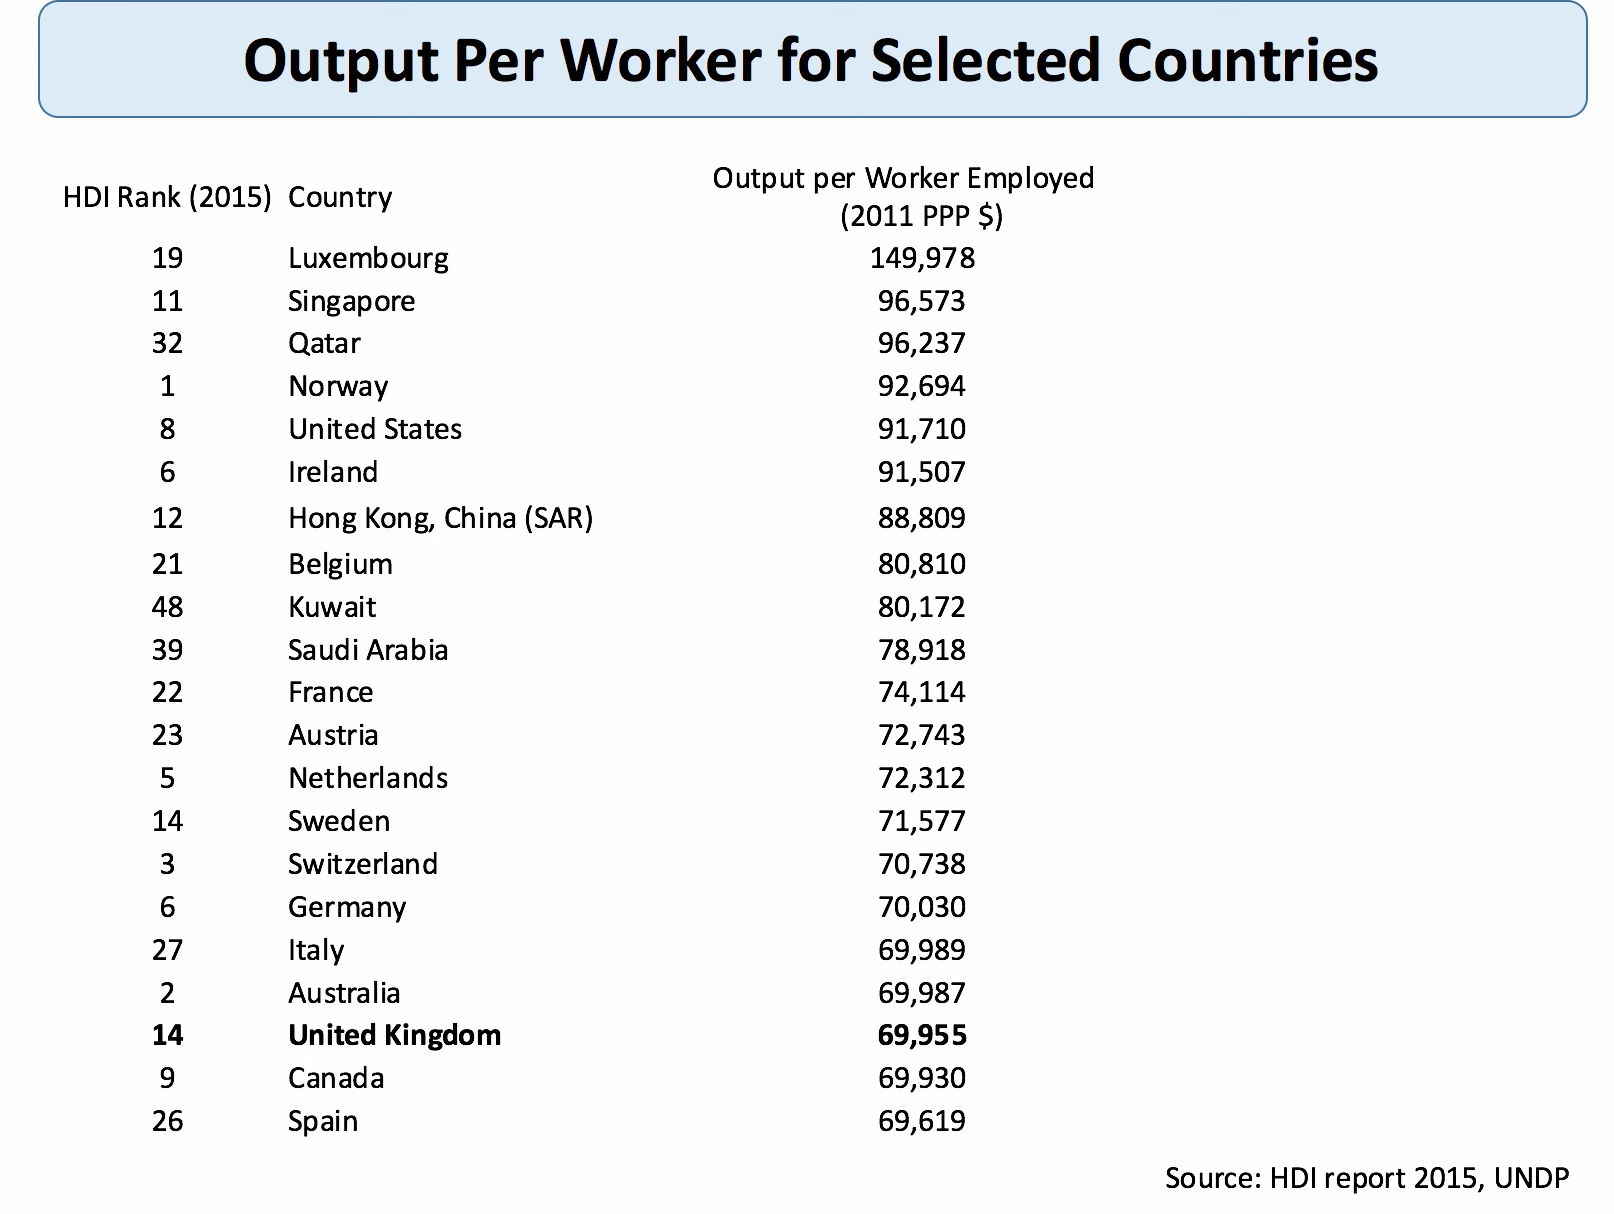 Output Per Worker for Selected Countries
HDI Rank (2015) Country Output per Worker Employed
(2011 PPP $)
19 Luxembourg 149,978
11 Singapore 96,573
32 Qatar 96,237
1 Norway 92,694
8 United States 91,710
6 Ireland 91,507
12 Hong Kong, China (SAR) 88,809
21 Belgium 80,810
48 Kuwait 80,172
39 Saudi Arabia 78,918
22 France 74,114
23 Austria 72,743
5 Netherlands 72,312
14 Sweden 71,577
3 Switzerland 70,738
6 Germany 70,030
27 Italy 69,989
2 Australia 69,987
14 United Kingdom 69,955
9 Canada 69,930
26 Spain 69,619
Source: HDI report 2015, UNDP